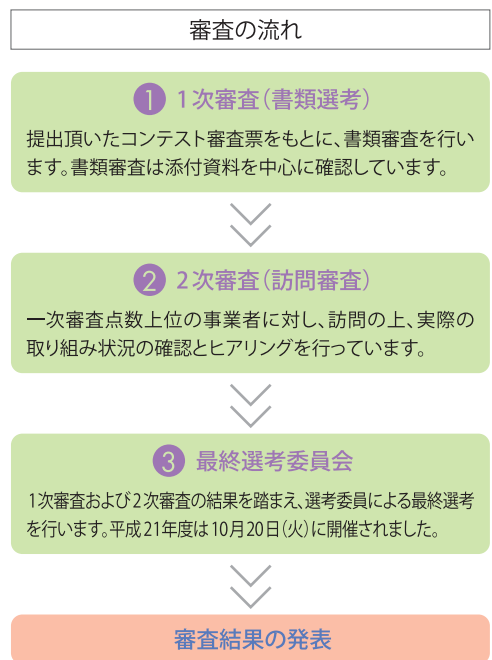 審査の流れ
1 1次審査（書類選考）
提出頂いたコンテスト審査票をもとに、書類審査を行い
ます。書類審査は添付資料を中心に確認しています。
2 2次審査（訪問審査）
一次審査点数上位の事業者に対し、訪問の上、実際の
取り組み状況の確認とヒアリングを行っています。
3 最終選考委員会
1次審査および2次審査の結果を踏まえ、選考委員による最終選考
を行います。平成21年度は10月20日（火）に開催されました。
審査結果の発表